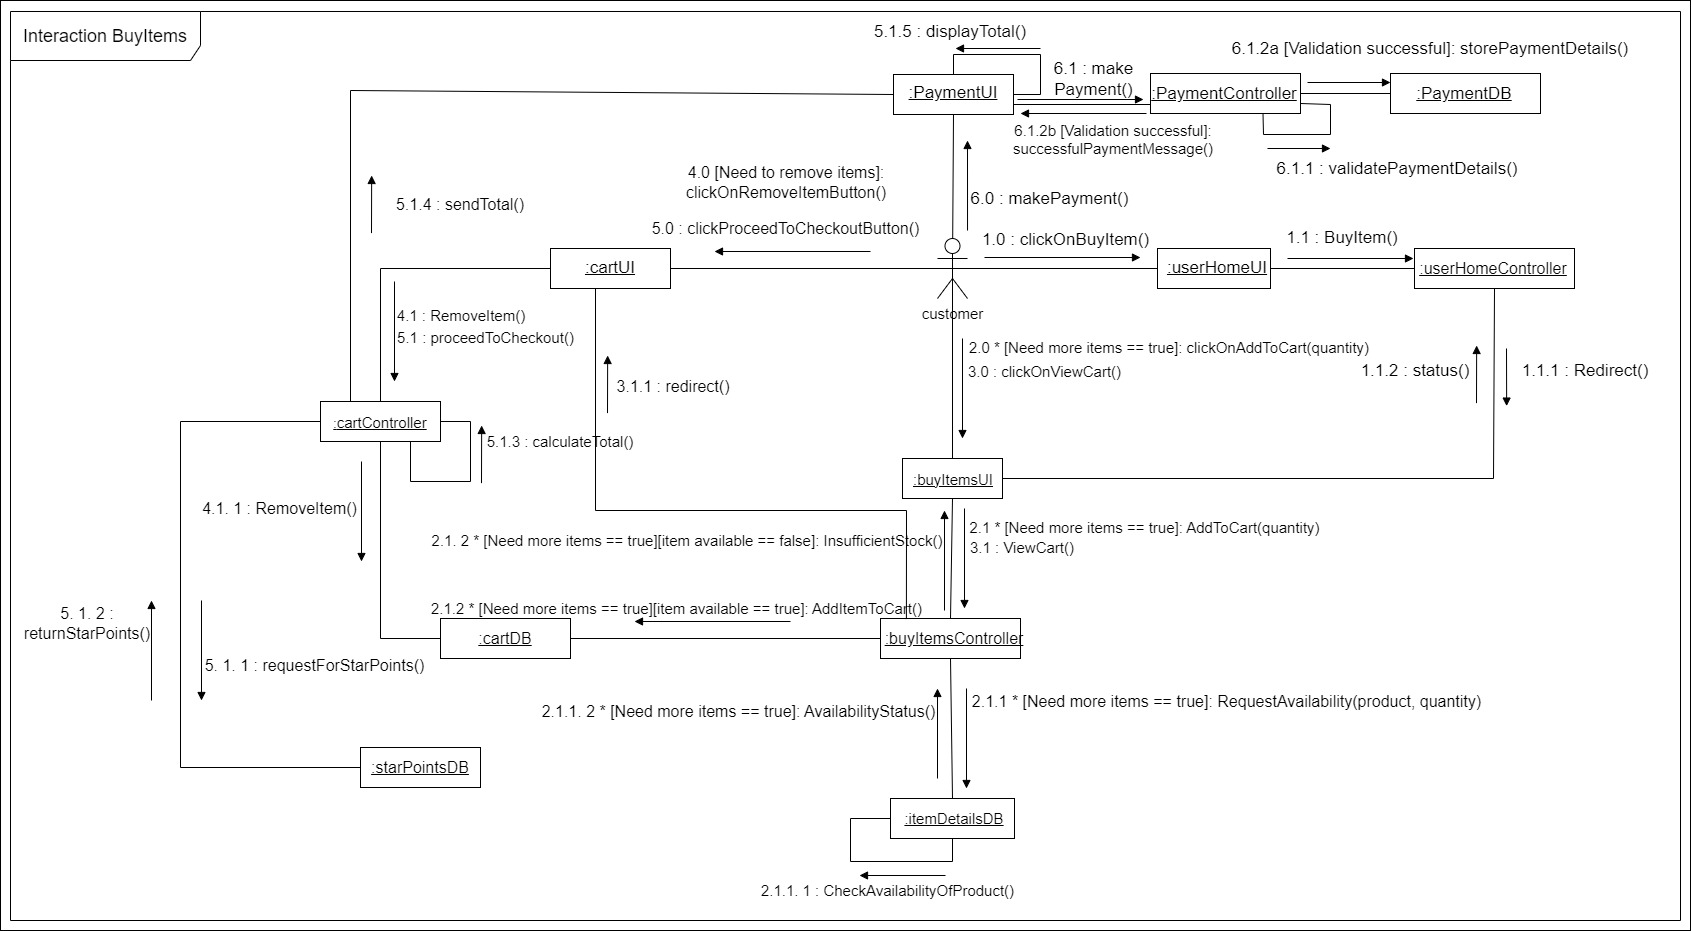 Interaction BuyItems
5.1.5 : displayTotal()
6.1.2a [Validation successful]: storePaymentDetails()
6.1 : make
Payment()
:PaymentUI
:PaymentController
:PaymentDB
6.1.2b [Validation successful]:
successfulPaymentMessage()
6.1.1 : validatePaymentDetails()
4.0 [Need to remove items]:
clickOnRemoveItemButton()
5.1.4 : sendTotal()
6.0 : makePayment()
5.0 : clickProceedToCheckoutButton()
1.0 : clickOnBuyItem()
1.1 : BuyItem()
:cartUI
:userHomeUI
:userHomeController
customer
4.1 : RemoveItem()
5.1 : proceedToCheckout()
2.0 * [Need more items == true]: clickOnAddToCart(quantity)
3.0 : clickOnViewCart()
3.1.1 : redirect()
1.1.2 : status()
1.1.1 : Redirect()
:cartController
5.1.3 : calculateTotal()
:buyItemsUI
4.1. 1 : RemoveItem()
2.1. 2 * [Need more items == true][item available == false]: InsufficientStock()
2.1 * [Need more items == true]: AddToCart(quantity)
3.1 : ViewCart()
5. 1. 2 :
returnStarPoints()
2.1.2 * [Need more items == true][item available == true]: AddItemToCart()
:cartDB
:buyItemsController
5. 1. 1 : requestForStarPoints()
2.1.1. 2 * [Need more items == true]: AvailabilityStatus()
2.1.1 * [Need more items == true]: RequestAvailability(product, quantity)
:starPointsDB
:itemDetailsDB
2.1.1. 1 : CheckAvailabilityOfProduct()